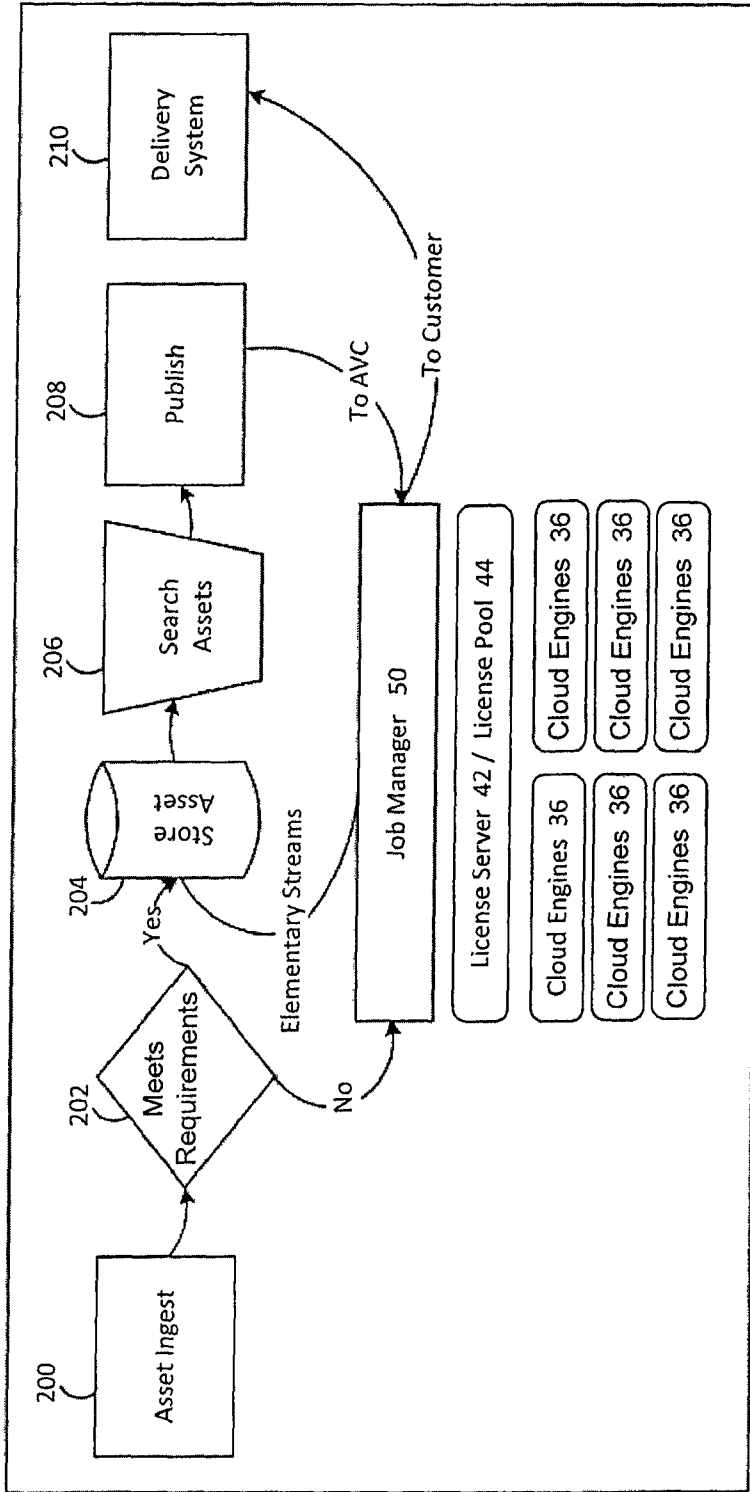 200
Asset Ingest
202
Meets
Requirements
Yes
No
204
Store
Asset
Elementary Streams
206
Search
Assets
208
Publish
To AVC
210
Delivery
System
To Customer
Job Manager 50
License Server 42 / License Pool 44
Cloud Engines 36
Cloud Engines 36
Cloud Engines 36
Cloud Engines 36
Cloud Engines 36
Cloud Engines 36